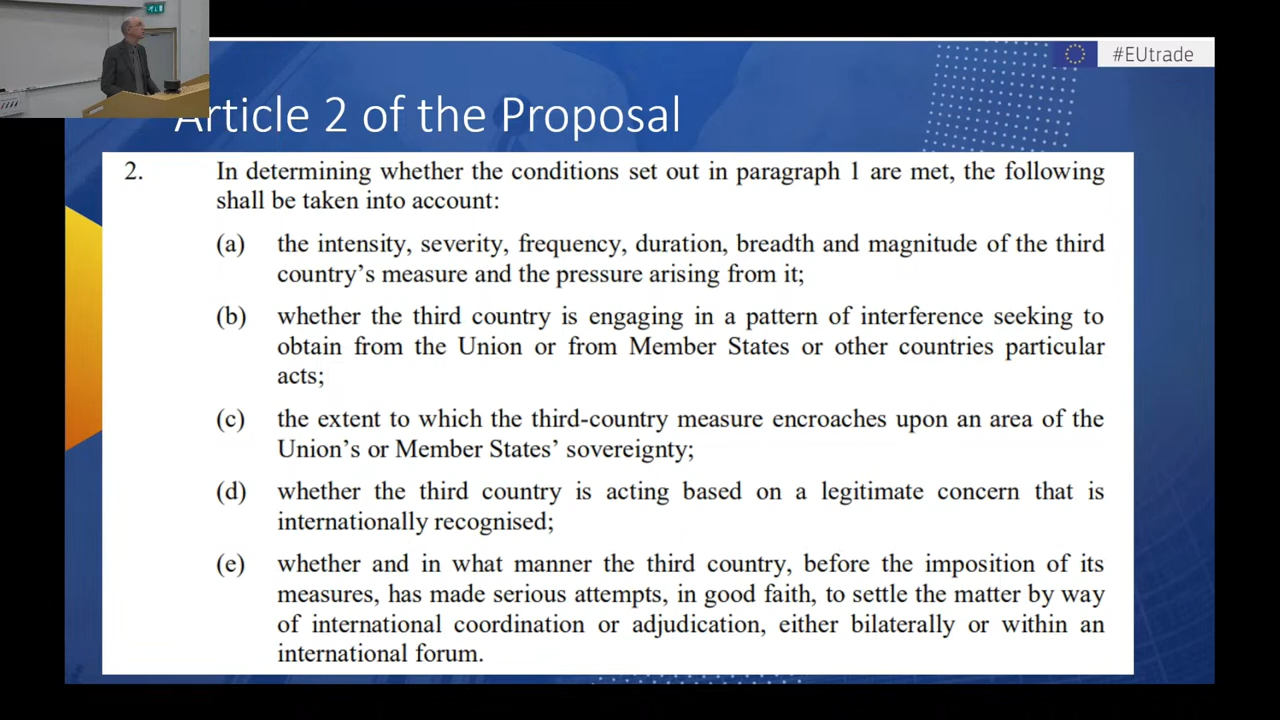 #EUtrade
Article 2 of the Proposal
2. In determining whether the conditions set out in paragraph 1 are met, the following
shall be taken into account:
(a) the intensity, severity, frequency, duration, breadth and magnitude of the third
country's measure and the pressure arising from it;
(b) whether the third country is engaging in a pattern of interference seeking to
obtain from the Union or from Member States or other countries particular
acts;
(c) the extent to which the third-country measure encroaches upon an area of the
Union's or Member States' sovereignty;
(d) whether the third country is acting based on a legitimate concern that is
internationally recognised;
(e) whether and in what manner the third country, before the imposition of its
measures, has made serious attempts, in good faith, to settle the matter by way
of international coordination or adjudication, either bilaterally or within an
international forum.